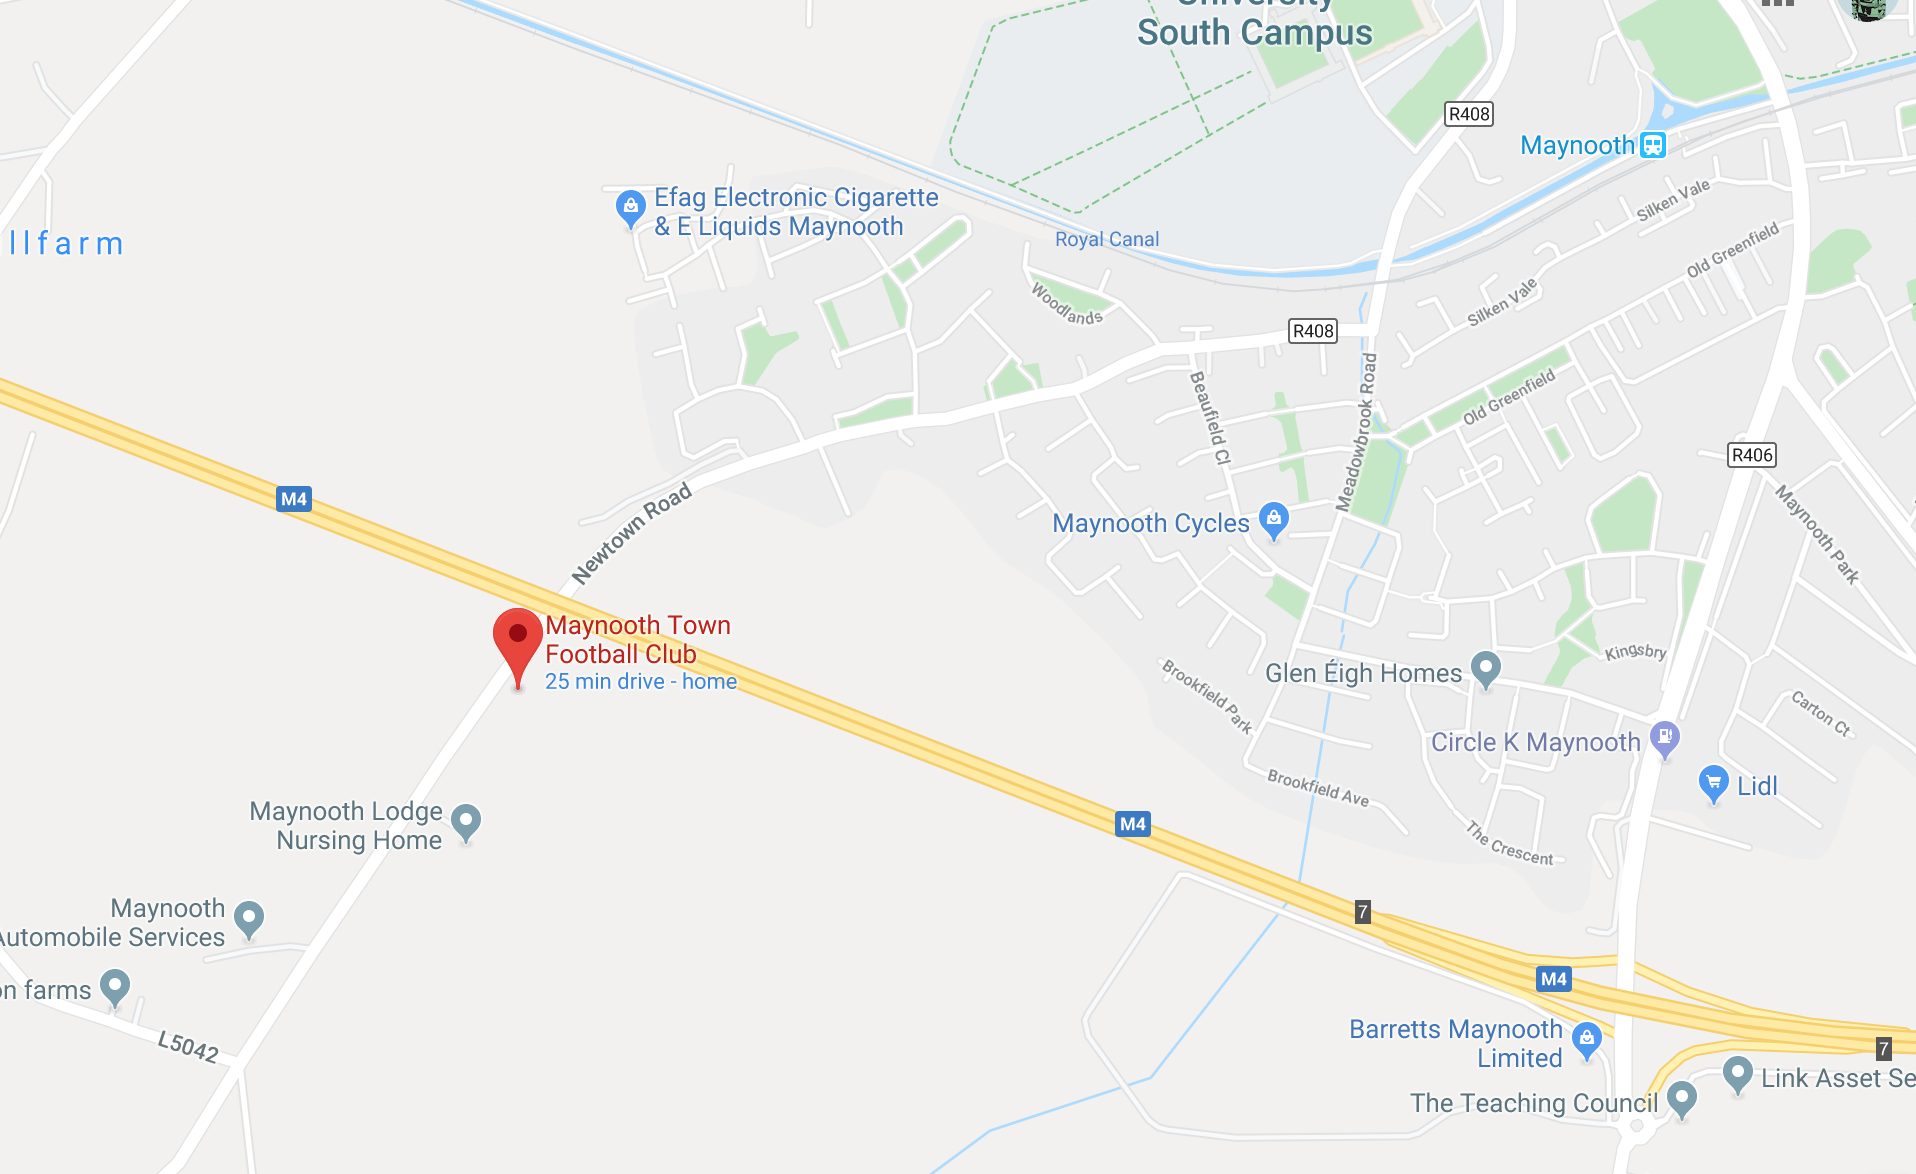 University
South Campus
R408
Maynooth
Efag Electronic Cigarette
& E Liquids Maynooth
Silken Vale
llfarm
Royal Canal
Old Greenfield
Woodlands
Silken Vale
R408
Beaufield Cl
Meadowbrook Road
Old Greenfield
R406
M4
Newtown Road
Maynooth Cycles
Maynooth Park
Maynooth Town
Football Club
25 min drive - home
Kingsbry
Glen Éigh Homes
Brookfield Park
Carton Ct
Circle K Maynooth
Lidl
Brookfield Ave
Maynooth Lodge
Nursing Home
M4
The Crescent
Maynooth
Automobile Services
7
M4
on farms
L5042
Barretts Maynooth
Limited
7
Link Asset Se
The Teaching Council